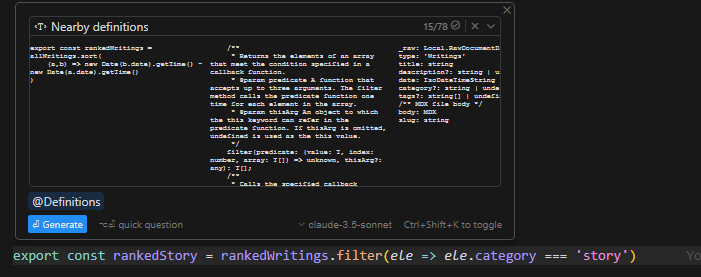 <T> Nearby definitions
15/78
export const rankedWritings =
allWritings.sort(
(a,b) => new Date(b.date).getTime() -
new Date(a.date).getTime()
)
/**
* Returns the elements of an array
that meet the condition specified in a
callback function.
* @param predicate A function that
accepts up to three arguments. The filter
method calls the predicate function one
time for each element in the array.
* @param thisArg An object to which
the this keyword can refer in the
predicate function. If thisArg is omitted,
undefined is used as the this value.
*/
filter(predicate: (value: T, index:
number, array: T[]) => unknown, thisArg?:
any): T[];
/**
* Calls the specified callback
_raw: Local.RawDocumentD
type: 'Writings'
title: string
description?: string | u
date: IsoDateTimeString
category?: string | unde
tags?: string[] | undefi
/** MDX file body */
body: MDX
slug: string
@Definitions
Generate
quick question
claude-3.5-sonnet
Ctrl+Shift+K to toggle
export const rankedStory = rankedWritings.filter(ele => ele.category === 'story')
Yo